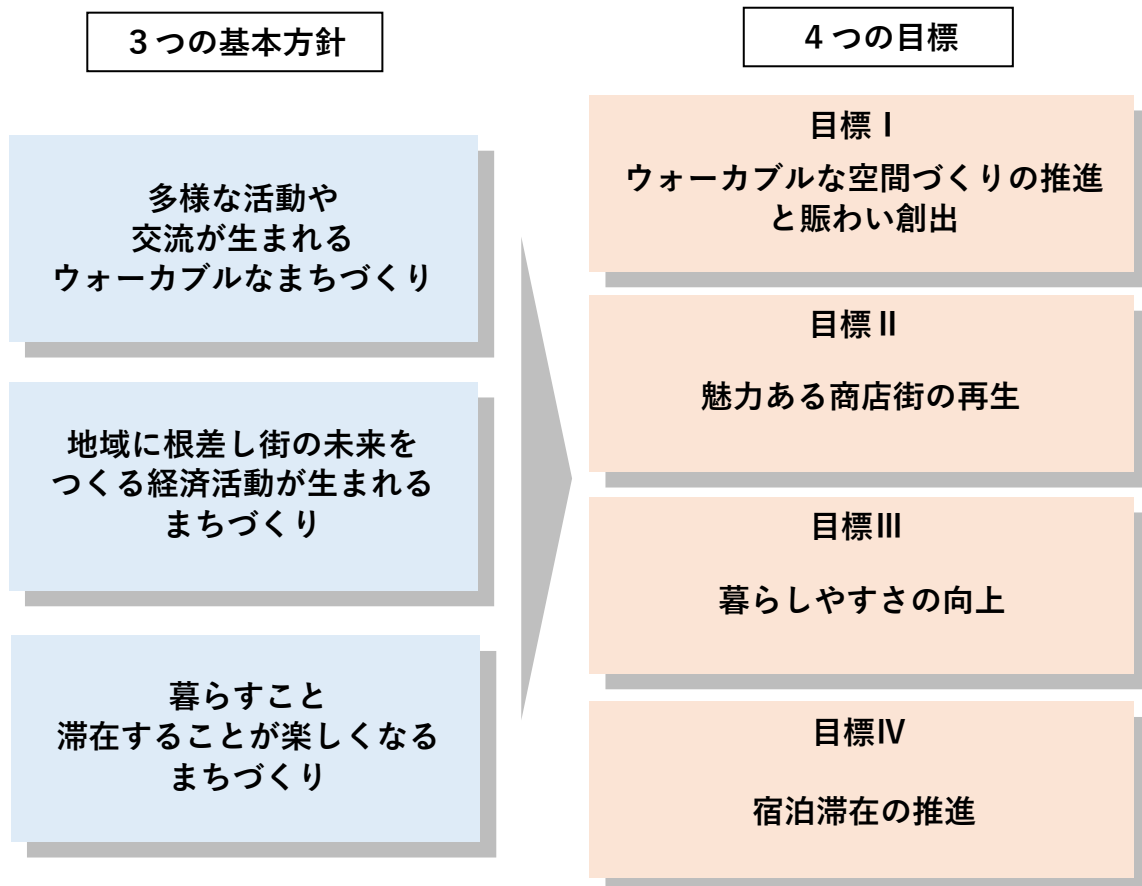 3つの基本方針
多様な活動や
交流が生まれる
ウォーカブルなまちづくり
地域に根差し街の未来を
つくる経済活動が生まれる
まちづくり
暮らすこと
滞在することが楽しくなる
まちづくり
4つの目標
目標Ⅰ
ウォーカブルな空間づくりの推進
と賑わい創出
目標Ⅱ
魅力ある商店街の再生
目標Ⅲ
暮らしやすさの向上
目標Ⅳ
宿泊滞在の推進